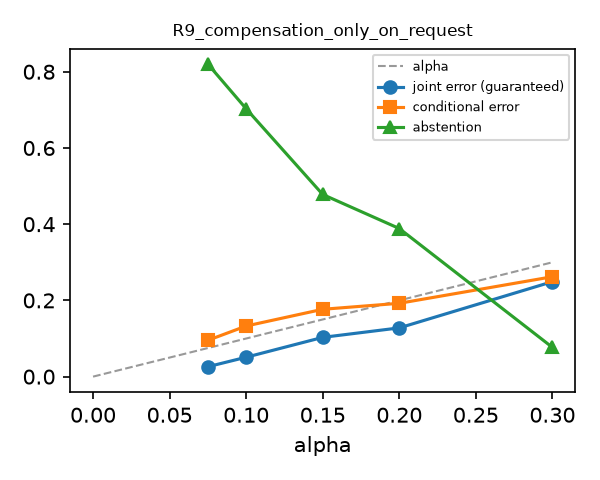 R9_compensation_only_on_request
alpha
joint error (guaranteed)
conditional error
abstention
0.8
0.6
0.4
0.2
0.0
0.00 0.05 0.10 0.15 0.20 0.25 0.30
alpha